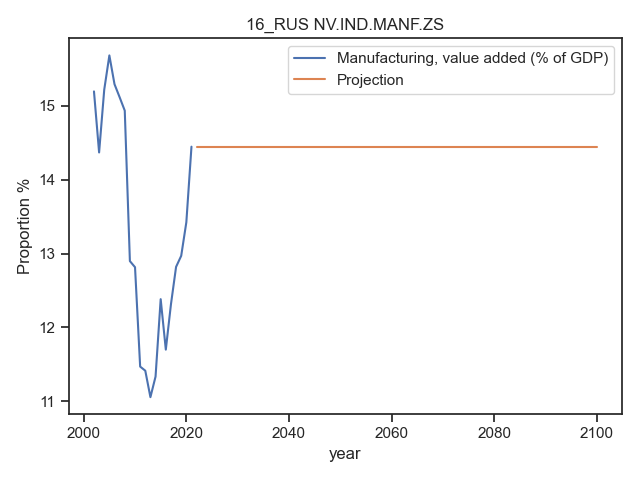 16_RUS NV.IND.MANF.ZS
Manufacturing, value added (% of GDP)
Projection
Proportion %
15
14
13
12
11
2000
2020
2040
2060
2080
2100
year